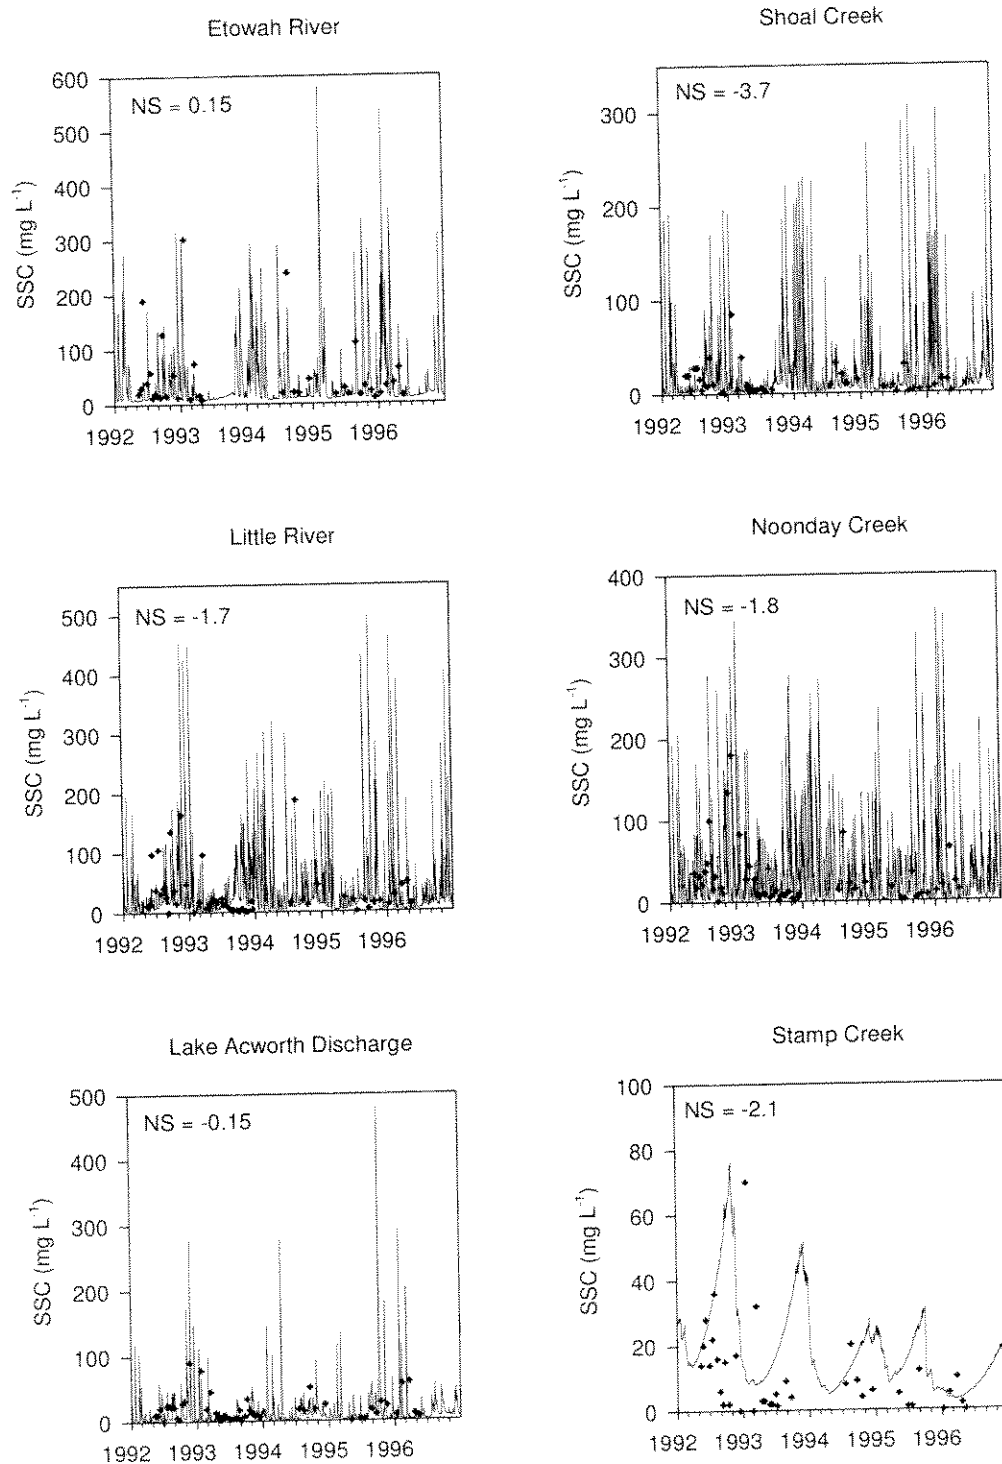 Etowah River
NS = 0.15
SSC (mg L-1)
600
500
400
300
200
100
0
1992 1993 1994 1995 1996
Shoal Creek
NS = -3.7
SSC (mg L-1)
300
200
100
0
1992 1993 1994 1995 1996
Little River
NS = -1.7
SSC (mg L-1)
500
400
300
200
100
0
1992 1993 1994 1995 1996
Noonday Creek
NS = -1.8
SSC (mg L-1)
400
300
200
100
0
1992 1993 1994 1995 1996
Lake Acworth Discharge
NS = -0.15
SSC (mg L-1)
500
400
300
200
100
0
1992 1993 1994 1995 1996
Stamp Creek
NS = -2.1
SSC (mg L-1)
100
80
60
40
20
0
1992 1993 1994 1995 1996